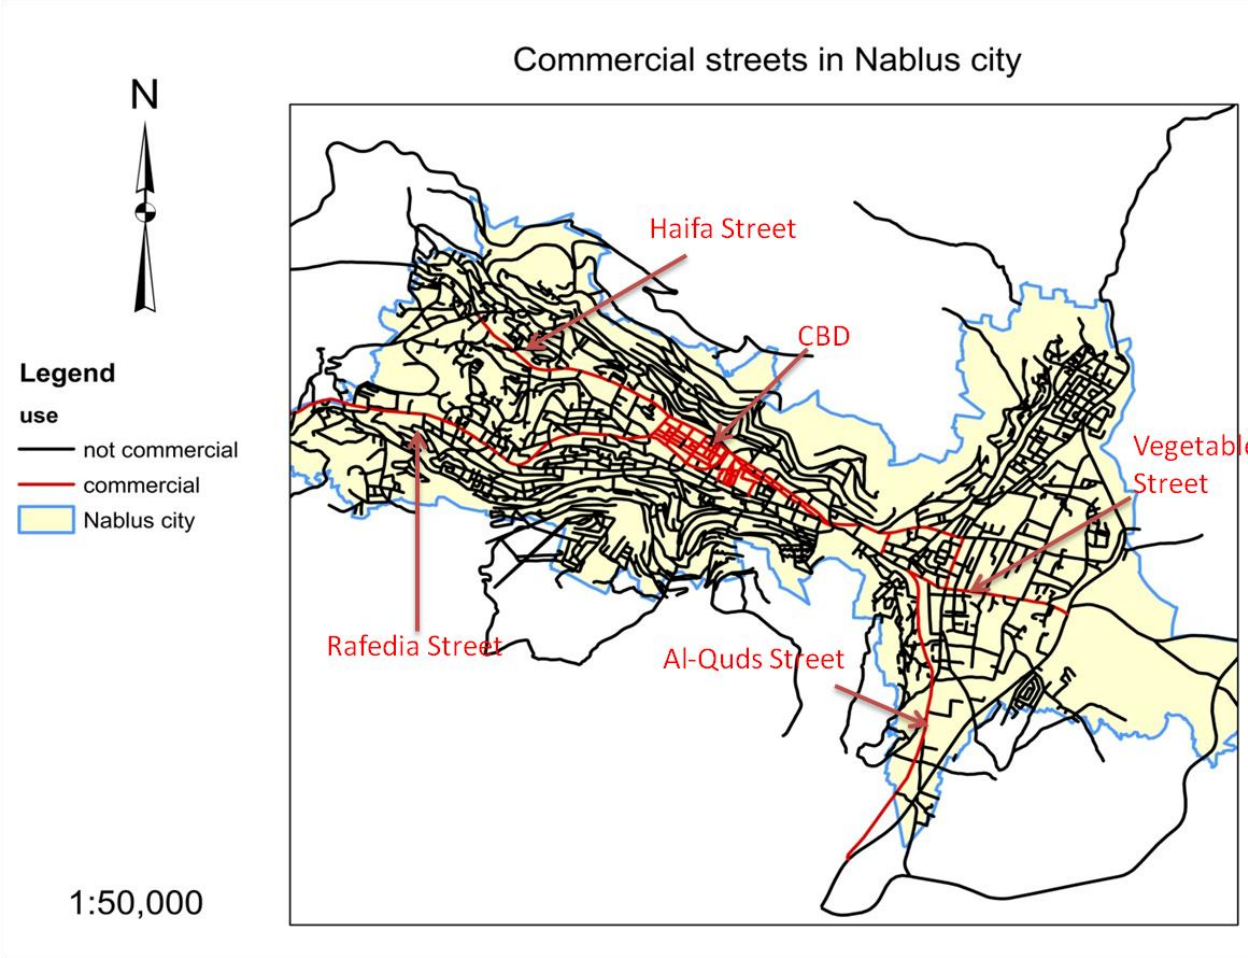 Commercial streets in Nablus city
N
Haifa Street
CBD
Vegetable
Street
Legend
use
not commercial
commercial
Nablus city
Rafedia Street
Al-Quds Street
1:50,000